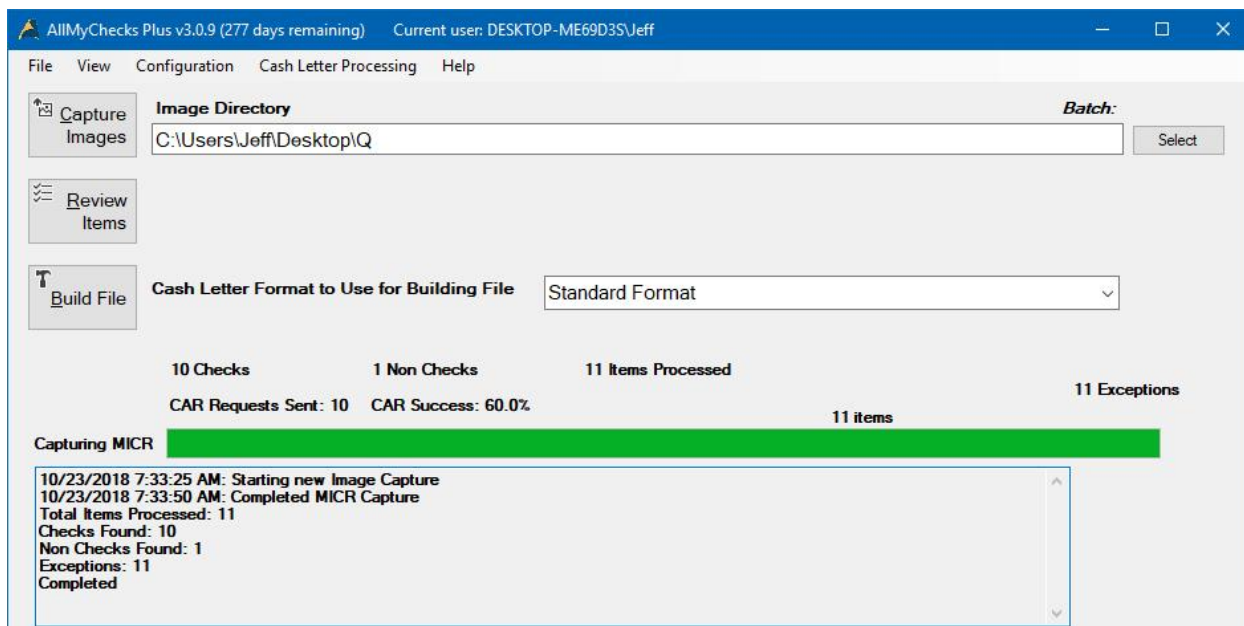 AllMyChecks Plus v3.0.9 (277 days remaining) Current user: DESKTOP-ME69D3S\Jeff
File View Configuration Cash Letter Processing Help
Capture Images
Image Directory
Batch:
C:\Users\Jeff\Desktop\Q
Select
Review Items
Build File
Cash Letter Format to Use for Building File
Standard Format
10 Checks 1 Non Checks 11 Items Processed
11 Exceptions
CAR Requests Sent: 10 CAR Success: 60.0%
11 items
Capturing MICR
10/23/2018 7:33:25 AM: Starting new Image Capture
10/23/2018 7:33:50 AM: Completed MICR Capture
Total Items Processed: 11
Checks Found: 10
Non Checks Found: 1
Exceptions: 11
Completed